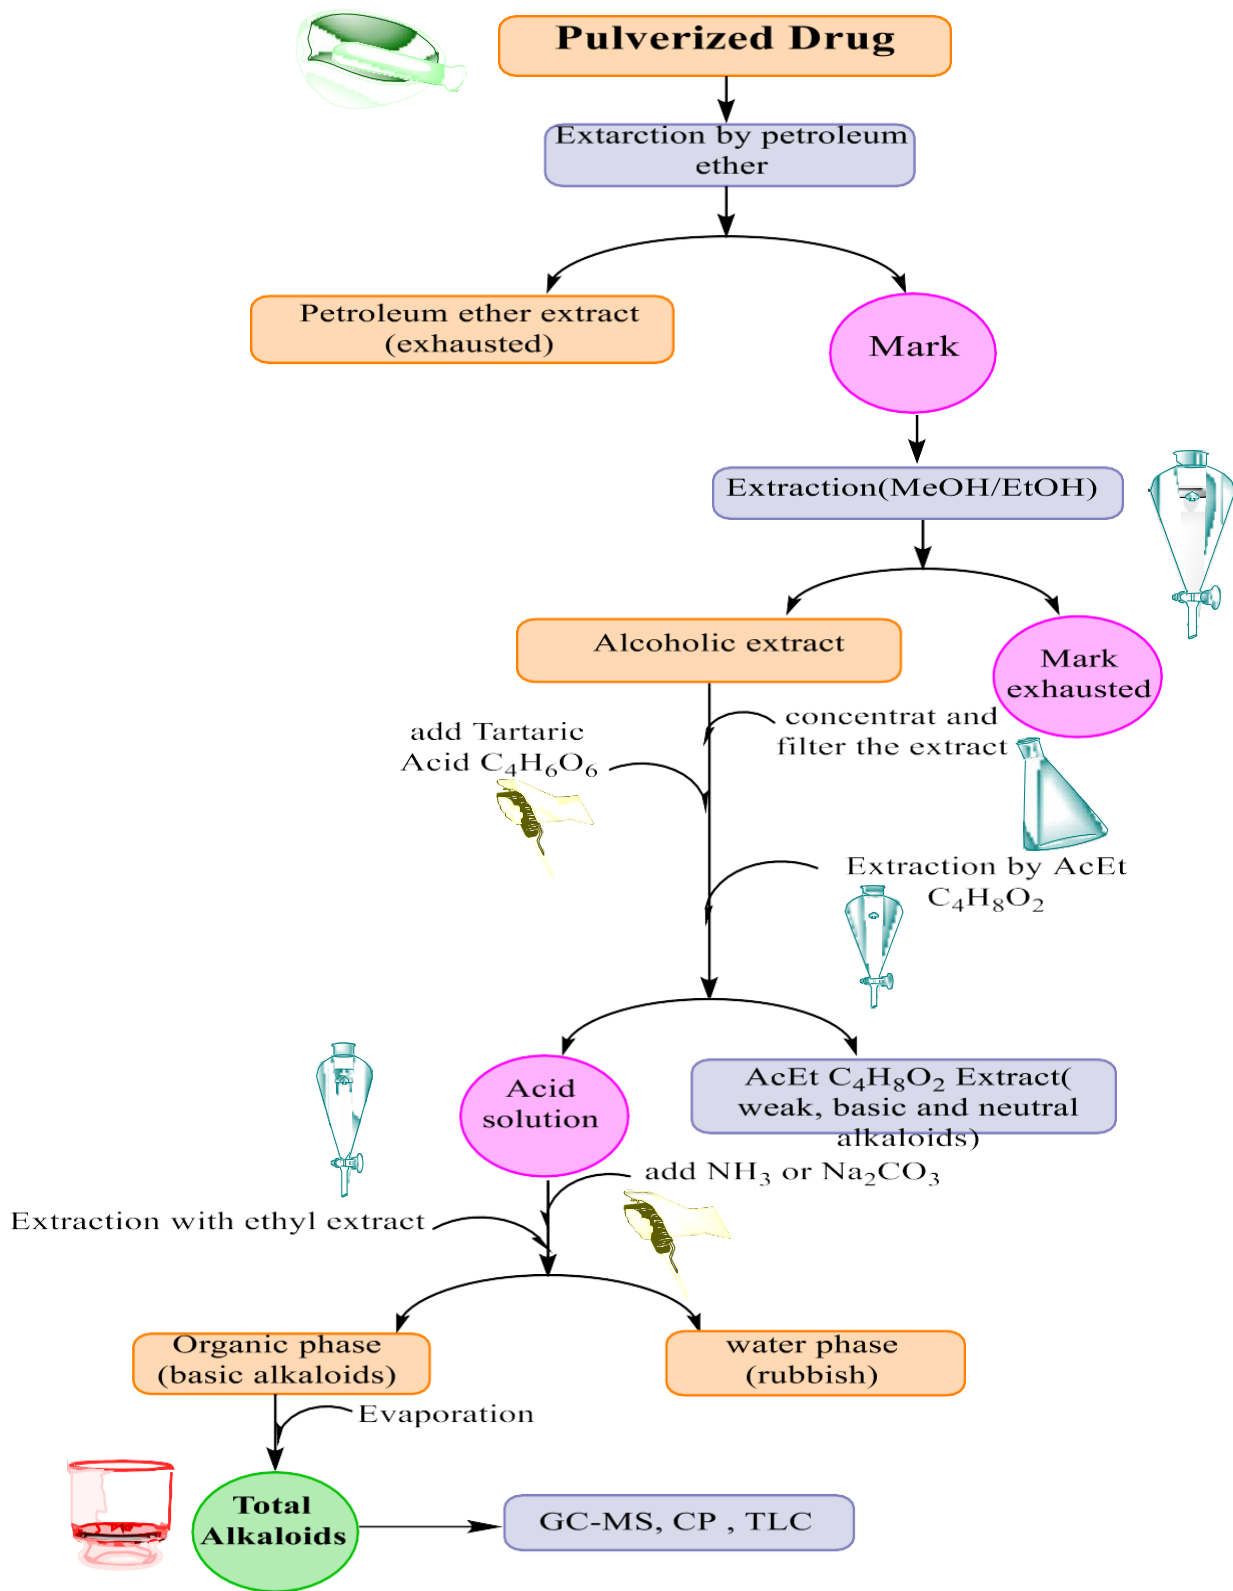 Pulverized Drug
Extarction by petroleum
ether
Petroleum ether extract
(exhausted)
Mark
Extraction(MeOH/EtOH)
Alcoholic extract
Mark
exhausted
concentrat and
filter the extract
add Tartaric
Acid C₄H₆O₆
Extraction by AcEt
C₄H₈O₂
Acid
solution
AcEt C₄H₈O₂ Extract(
weak, basic and neutral
alkaloids)
add NH₃ or Na₂CO₃
Extraction with ethyl extract
Organic phase
(basic alkaloids)
water phase
(rubbish)
Evaporation
Total
Alkaloids
GC-MS, CP , TLC